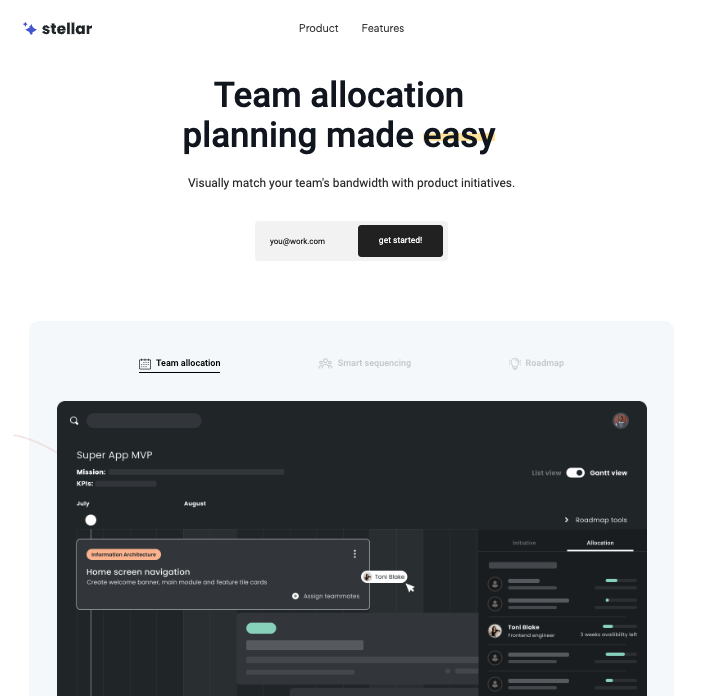 stellar
Product
Features
Team allocation
planning made easy
Visually match your team's bandwidth with product initiatives.
you@work.com
get started!
Team allocation
Smart sequencing
Roadmap
Super App MVP
Mission:
KPIs:
List view
Gantt view
July
August
Roadmap tools
Initiative
Allocation
Information Architecture
Home screen navigation
Create welcome banner, main module and feature tile cards
Assign teammates
Toni Blake
Toni Blake
Frontend engineer
3 weeks availibility left